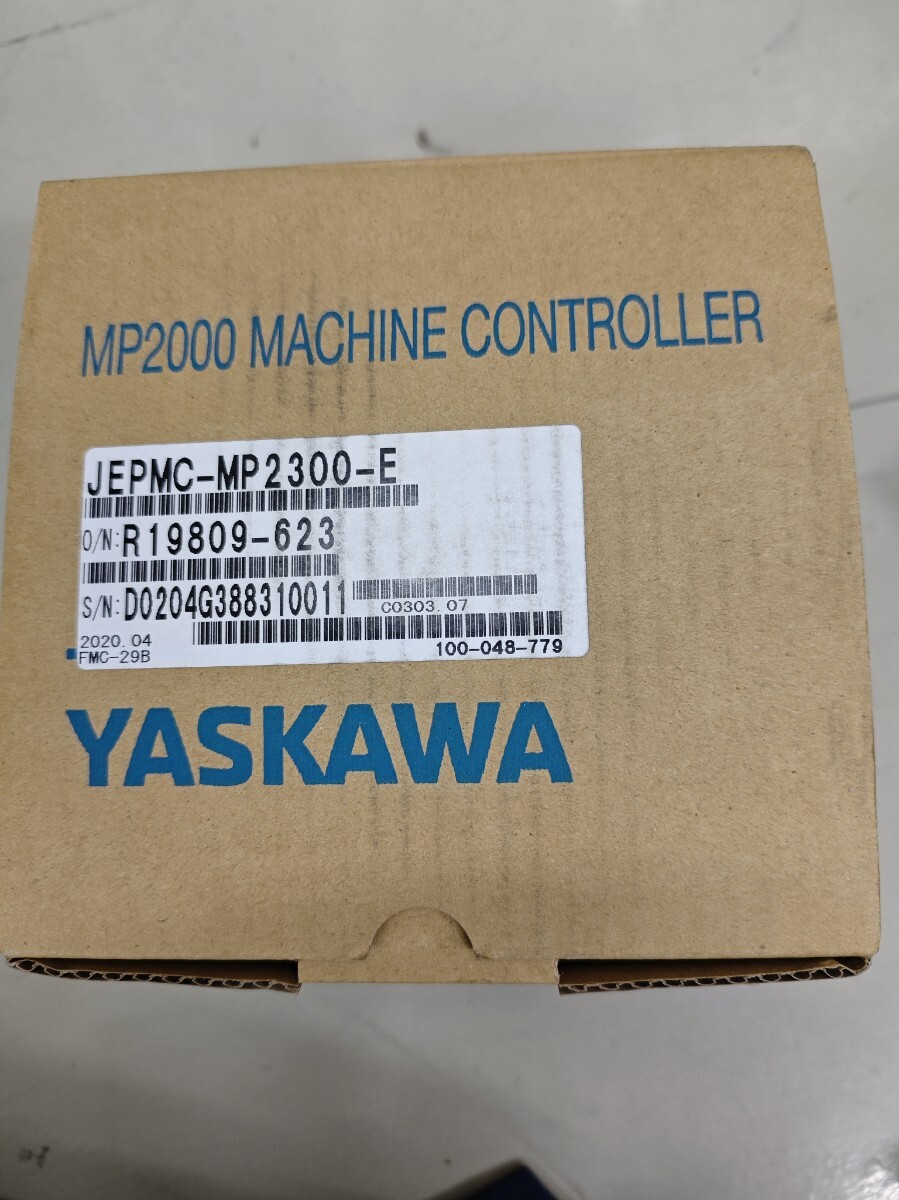 MP2000 MACHINE CONTROLLER
JEPMC-MP2300-E
O/N:R19809-623
S/N:D0204G388310011
C0303.07
2020.04
FMC-29B
100-048-779
YASKAWA